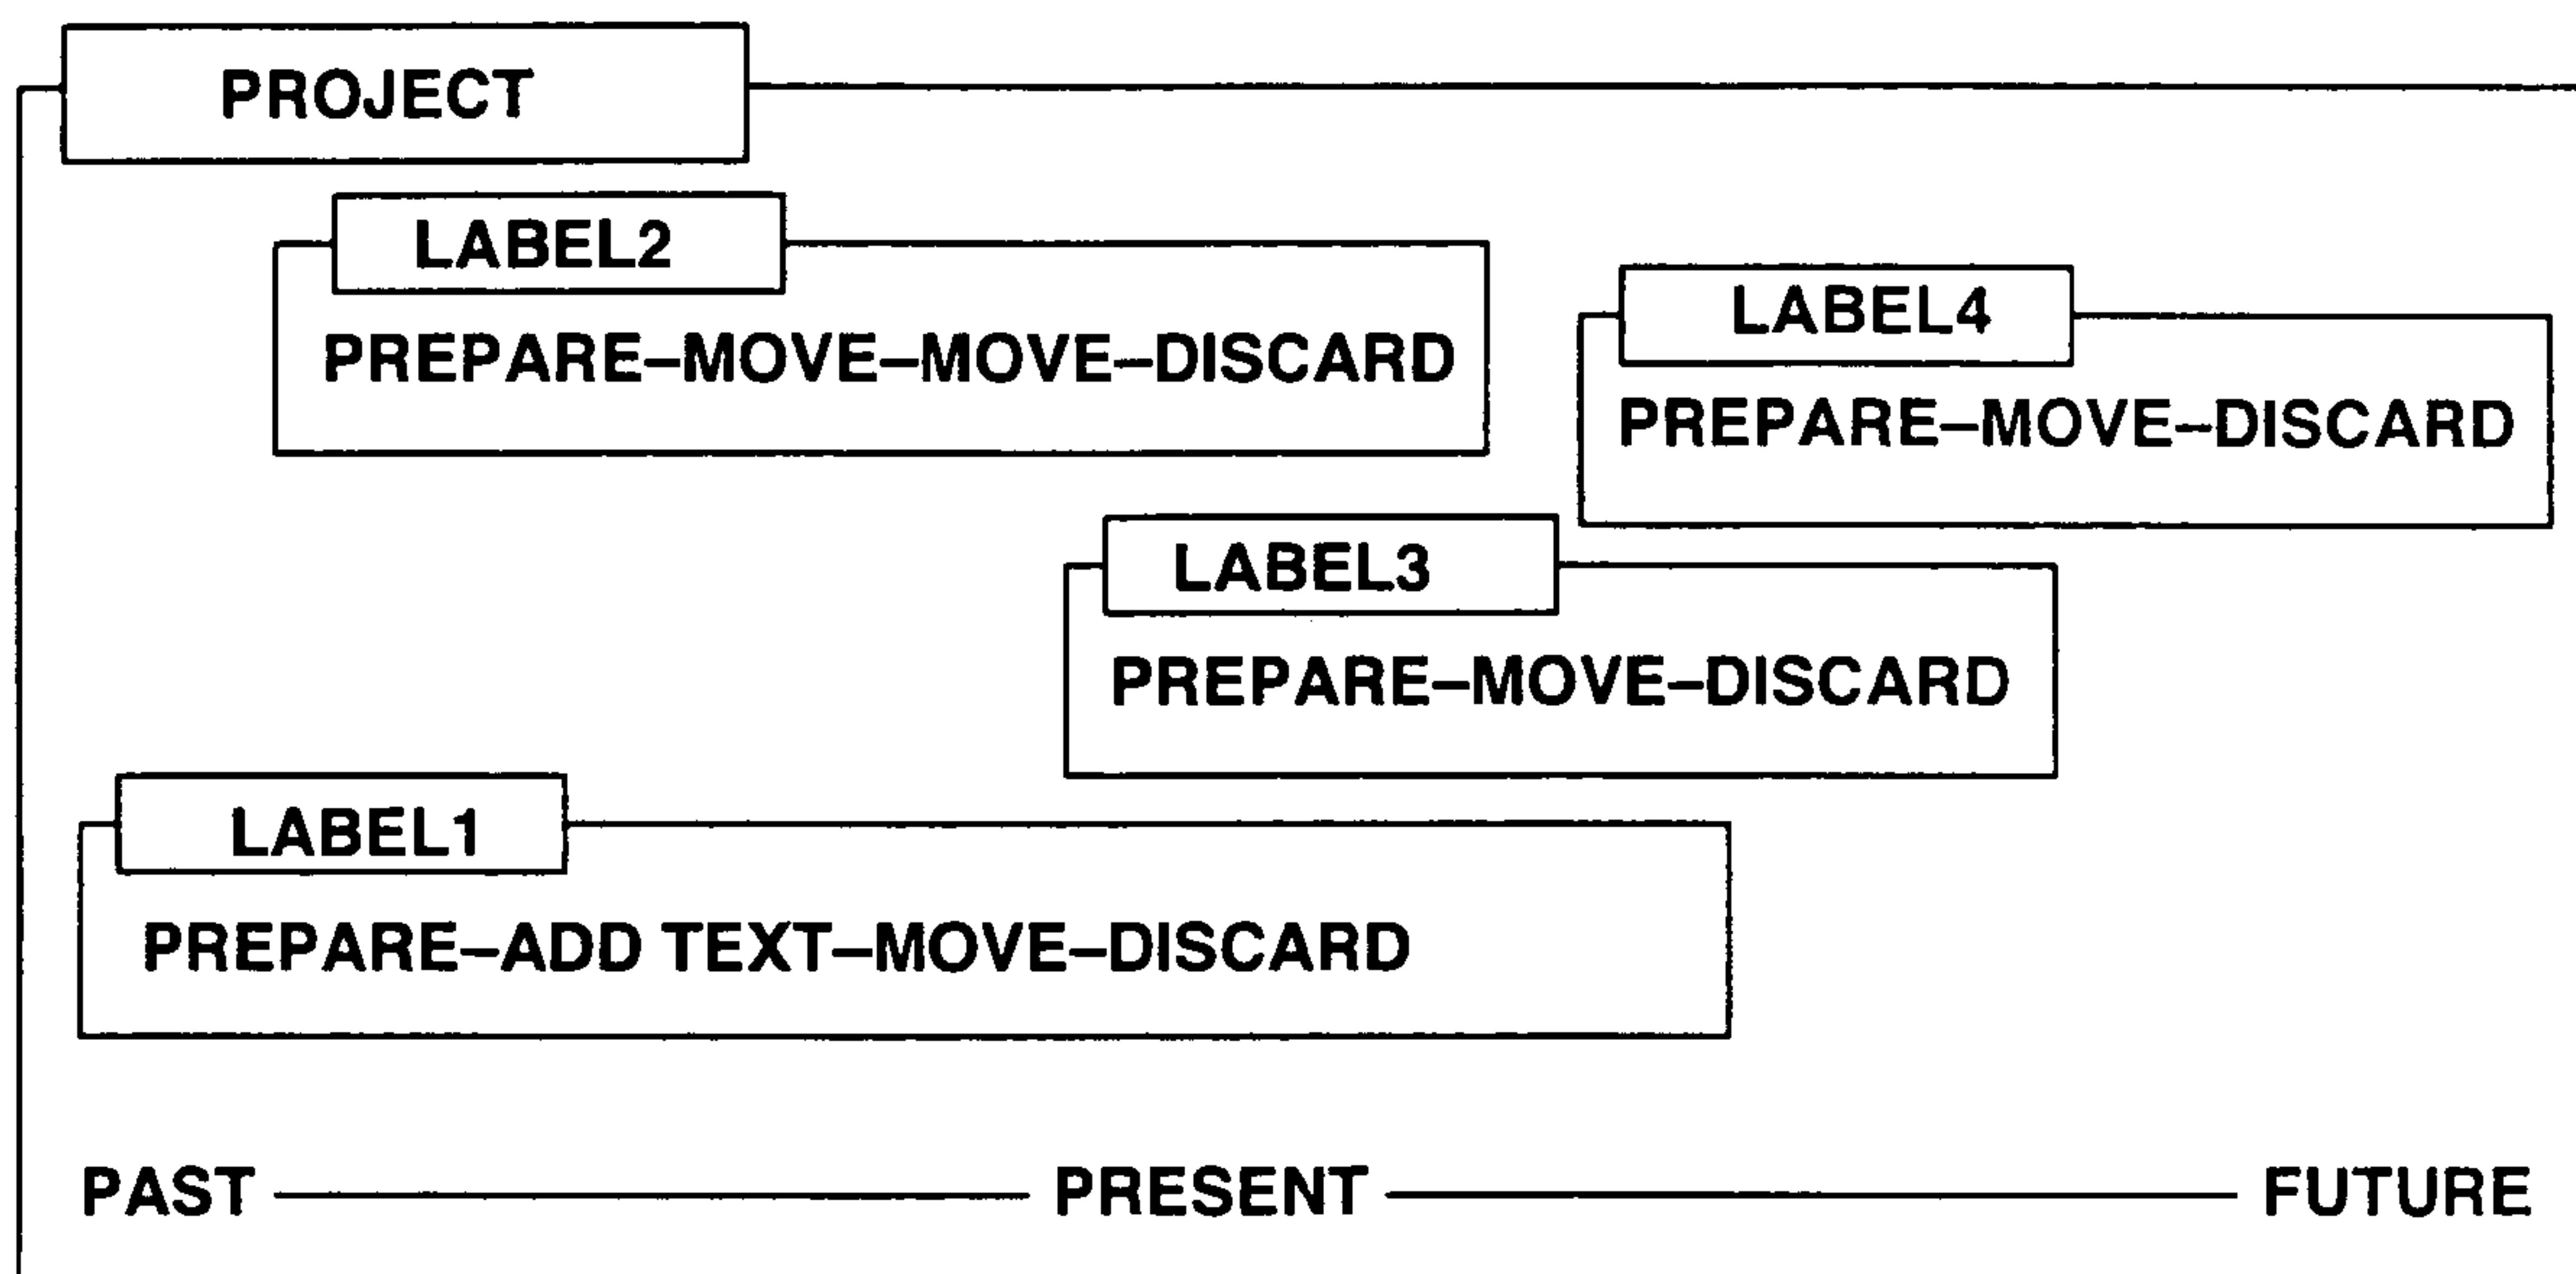 PROJECT
LABEL2
PREPARE–MOVE–MOVE–DISCARD
LABEL4
PREPARE–MOVE–DISCARD
LABEL3
PREPARE–MOVE–DISCARD
LABEL1
PREPARE–ADD TEXT–MOVE–DISCARD
PAST PRESENT FUTURE